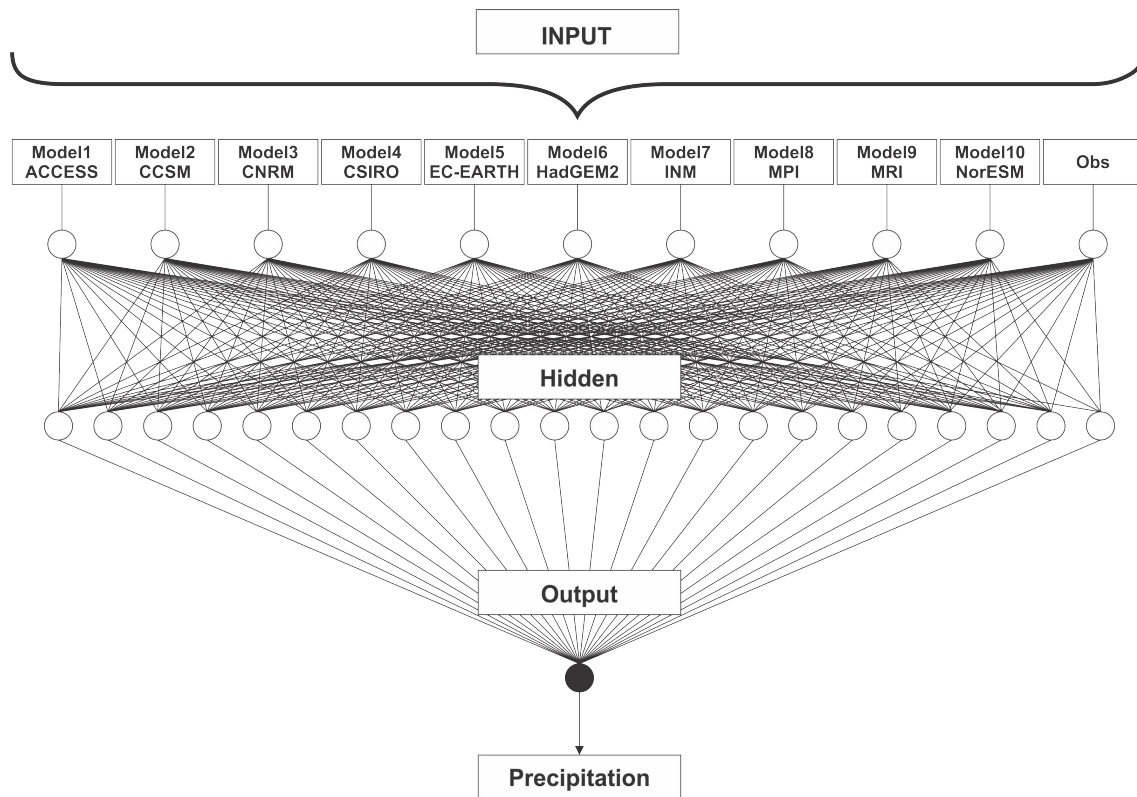 INPUT
Model1
ACCESS
Model2
CCSM
Model3
CNRM
Model4
CSIRO
Model5
EC-EARTH
Model6
HadGEM2
Model7
INM
Model8
MPI
Model9
MRI
Model10
NorESM
Obs
Hidden
Output
Precipitation